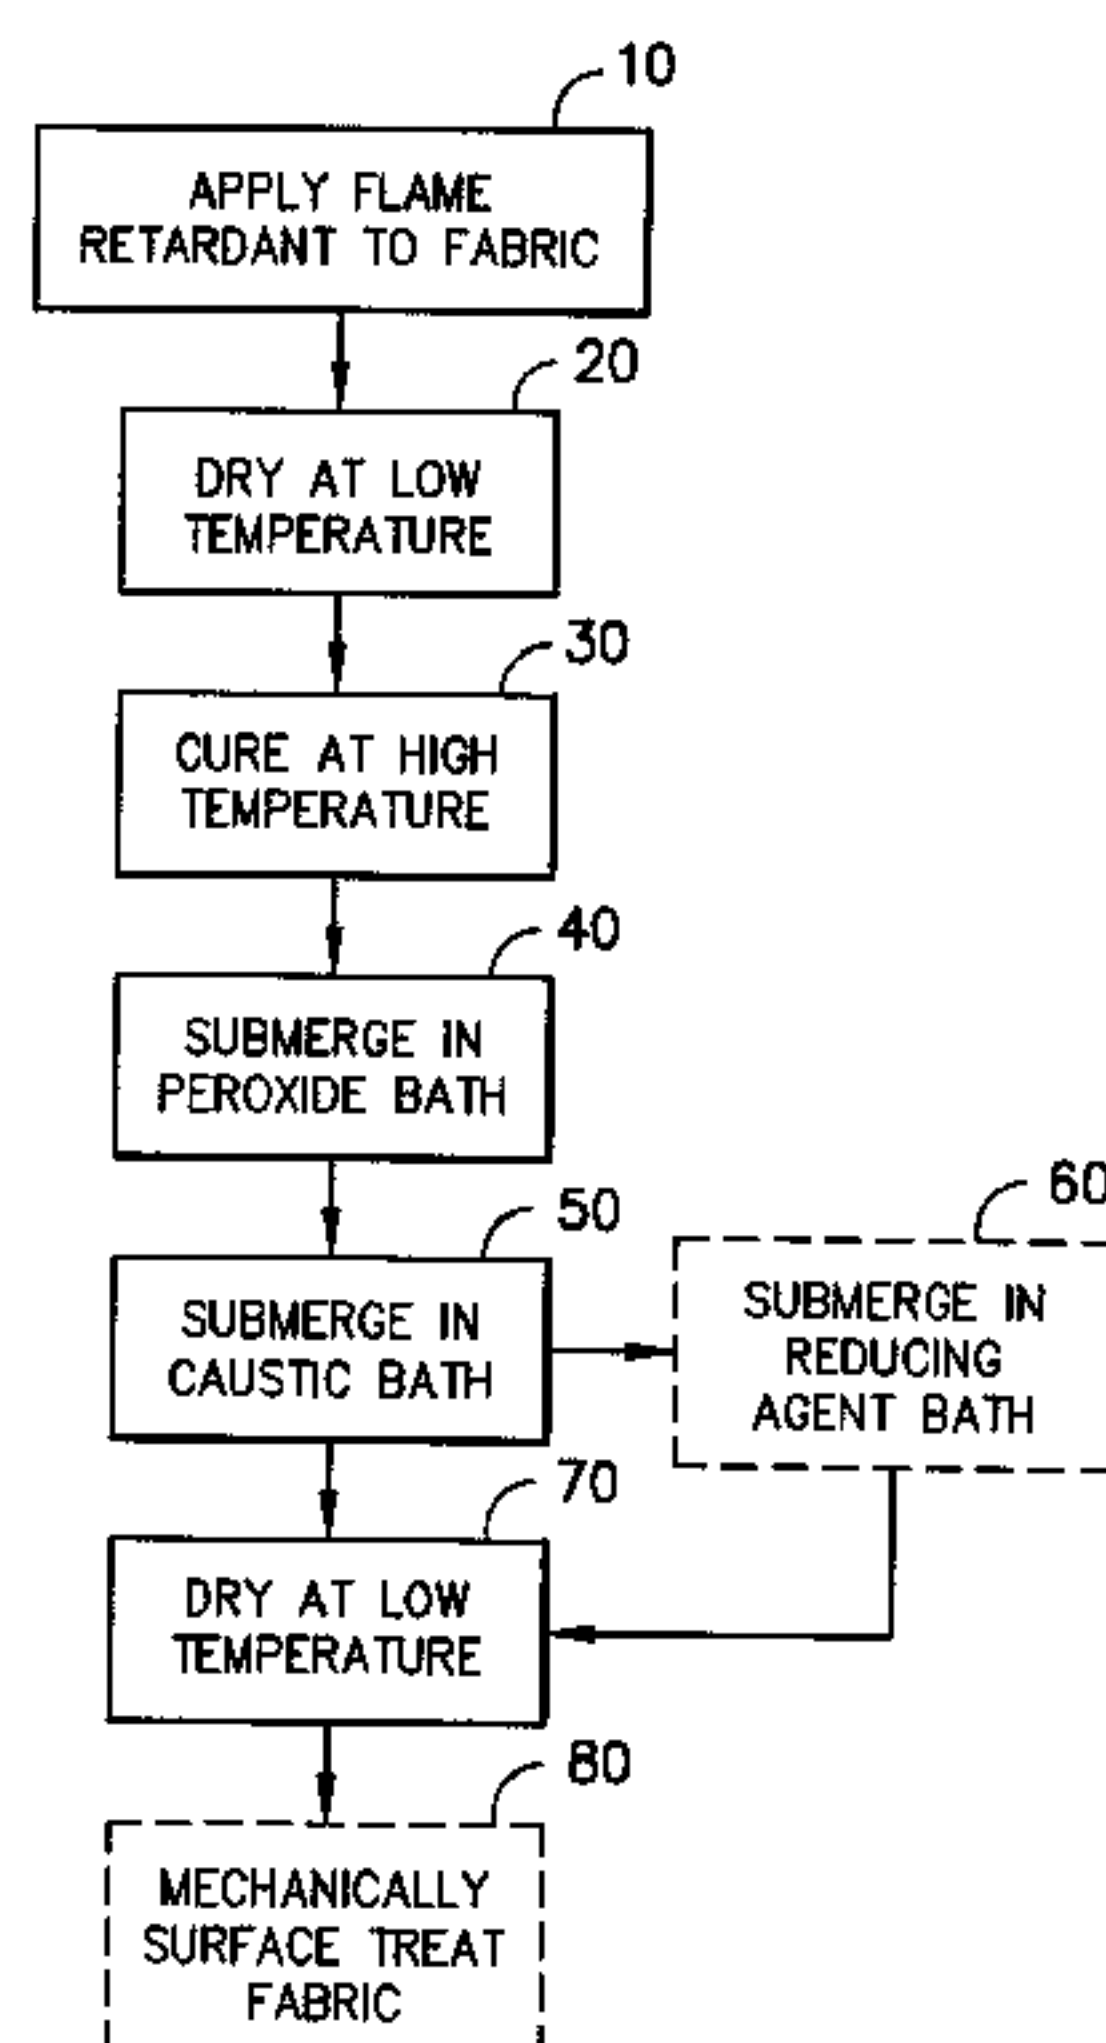 10
APPLY FLAME
RETARDANT TO FABRIC
20
DRY AT LOW
TEMPERATURE
30
CURE AT HIGH
TEMPERATURE
40
SUBMERGE IN
PEROXIDE BATH
50
SUBMERGE IN
CAUSTIC BATH
60
SUBMERGE IN
REDUCING
AGENT BATH
70
DRY AT LOW
TEMPERATURE
80
MECHANICALLY
SURFACE TREAT
FABRIC